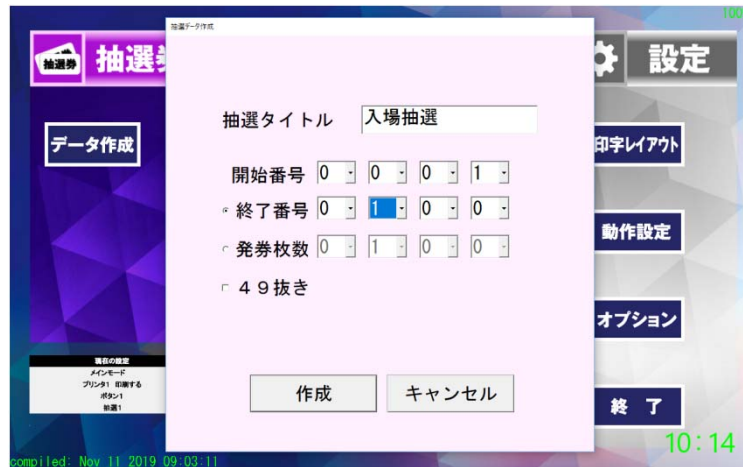 100
抽選データ作成
抽選券
抽選
設定
抽選タイトル 入場抽選
データ作成
印字レイアウト
開始番号 0 0 0 1
終了番号 0 1 0 0
動作設定
発券枚数 0 1 0 0
49抜き
オプション
現在の設定
メインモード
プリンタ1 印刷する
ボタン1
抽選1
作成
キャンセル
終 了
10:14
compiled: Nov 11 2019 09:03:11